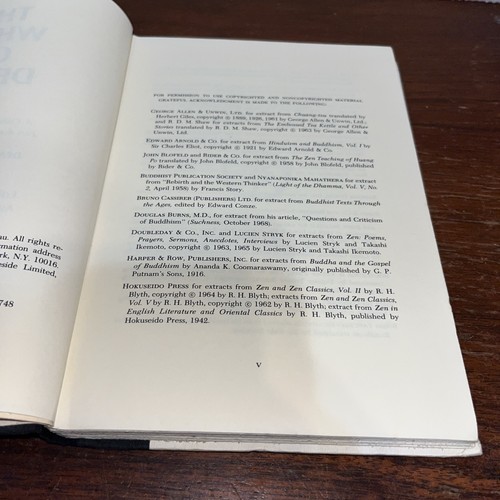 TH
WH
O
DE
au. All rights re-
rmation address
rk, N.Y. 10016.
side Limited,
748
FOR PERMISSION TO USE COPYRIGHTED AND NONCOPYRIGHTED MATERIAL
GRATEFUL ACKNOWLEDGMENT IS MADE TO THE FOLLOWING:
GEORGE ALLEN & UNWIN, LTD. for extract from Chuang-tzu translated by
Herbert Giles, copyright © 1961 by George Allen & Unwin, Ltd.;
and R. D. M. Shaw for extracts from The Embossed Tea Kettle and Other
Stories translated by R. D. M. Shaw, copyright © 1963 by George Allen &
Unwin, Ltd.
EDWARD ARNOLD & CO. for extract from Hinduism and Buddhism, Vol. I by
Sir Charles Eliot, copyright © 1921 by Edward Arnold & Co.
JOHN BLOFELD and RIDER & CO. for extract from The Zen Teaching of Huang
Po translated by John Blofeld, copyright © 1958 by John Blofeld, published
by Rider & Co.
BUDDHIST PUBLICATION SOCIETY and NYANAPONIKA MAHATHERA for extract
from "Rebirth and the Western Thinker" (Light of the Dhamma, Vol. V, No.
2, April 1958) by Francis Story.
BRUNO CASSIRER (PUBLISHERS) LTD. for extract from Buddhist Texts Through
the Ages, edited by Edward Conze.
DOUGLAS BURNS, M.D., for extract from his article, "Questions and Criticism
of Buddhism" (Suchness, October 1968).
DOUBLEDAY & CO., INC. and LUCIEN STRYK for extracts from Zen: Poems,
Prayers, Sermons, Anecdotes, Interviews by Lucien Stryk and Takashi
Ikemoto, copyright © 1963, 1965 by Lucien Stryk and Takashi Ikemoto.
HARPER & ROW, PUBLISHERS, INC. for extract from Buddha and the Gospel
of Buddhism by Ananda K. Coomaraswamy, originally published by G. P.
Putnam's Sons, 1916.
HOKUSEIDO PRESS for extracts from Zen and Zen Classics, Vol. II by R. H.
Blyth, copyright © 1964 by R. H. Blyth; extracts from Zen and Zen Classics,
Vol. V by R. H. Blyth, copyright © 1962 by R. H. Blyth; extract from Zen in
English Literature and Oriental Classics by R. H. Blyth, published by
Hokuseido Press, 1942.
V